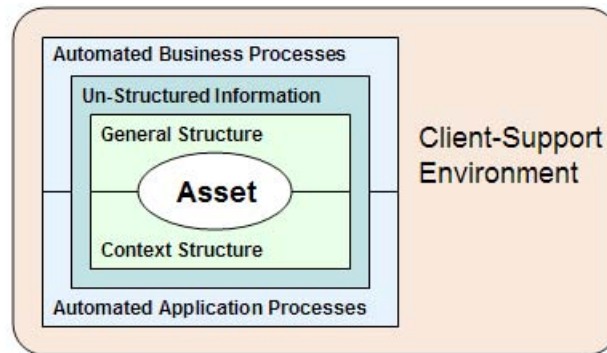 Automated Business Processes
Un-Structured Information
General Structure
Asset
Context Structure
Automated Application Processes
Client-Support
Environment